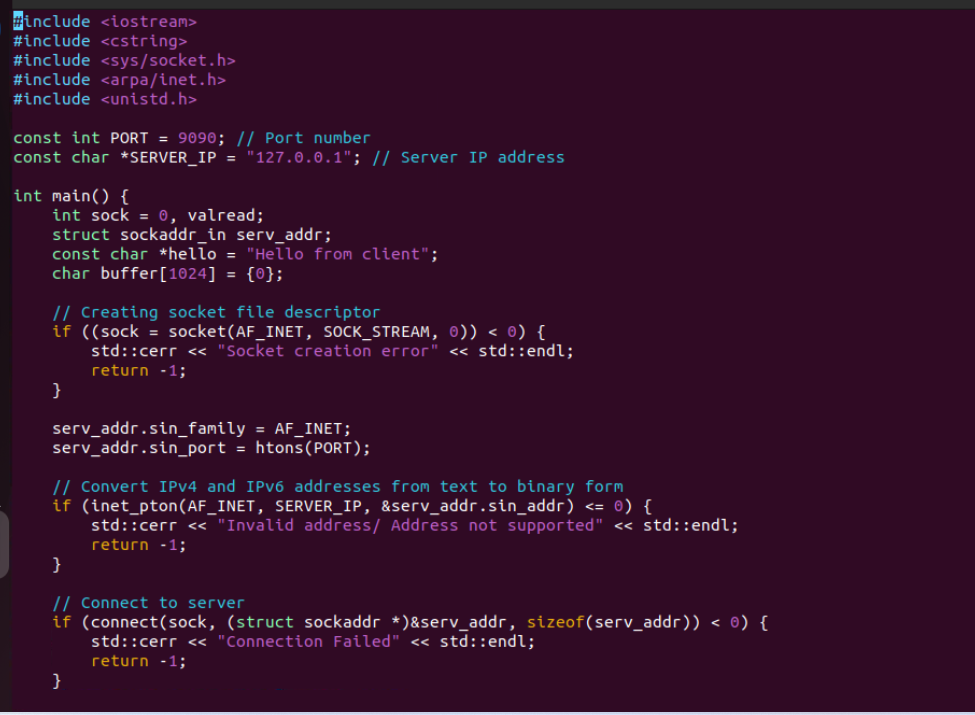 #include <iostream>
#include <cstring>
#include <sys/socket.h>
#include <arpa/inet.h>
#include <unistd.h>

const int PORT = 9090; // Port number
const char *SERVER_IP = "127.0.0.1"; // Server IP address

int main() {
    int sock = 0, valread;
    struct sockaddr_in serv_addr;
    const char *hello = "Hello from client";
    char buffer[1024] = {0};

    // Creating socket file descriptor
    if ((sock = socket(AF_INET, SOCK_STREAM, 0)) < 0) {
        std::cerr << "Socket creation error" << std::endl;
        return -1;
    }

    serv_addr.sin_family = AF_INET;
    serv_addr.sin_port = htons(PORT);

    // Convert IPv4 and IPv6 addresses from text to binary form
    if (inet_pton(AF_INET, SERVER_IP, &serv_addr.sin_addr) <= 0) {
        std::cerr << "Invalid address/ Address not supported" << std::endl;
        return -1;
    }

    // Connect to server
    if (connect(sock, (struct sockaddr *)&serv_addr, sizeof(serv_addr)) < 0) {
        std::cerr << "Connection Failed" << std::endl;
        return -1;
    }